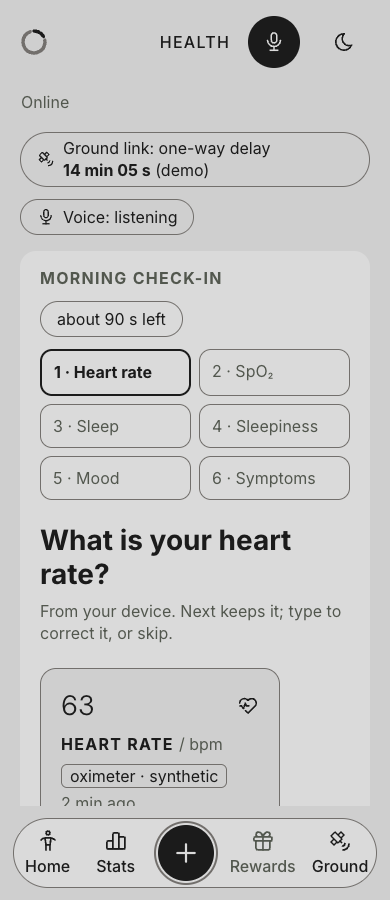 HEALTH
Online
Ground link: one-way delay
14 min 05 s (demo)
Voice: listening
MORNING CHECK-IN
about 90 s left
1 · Heart rate
2 · SpO₂
3 · Sleep
4 · Sleepiness
5 · Mood
6 · Symptoms
What is your heart
rate?
From your device. Next keeps it; type to
correct it, or skip.
63
HEART RATE / bpm
oximeter · synthetic
2 min ago
Home
Stats
Rewards
Ground